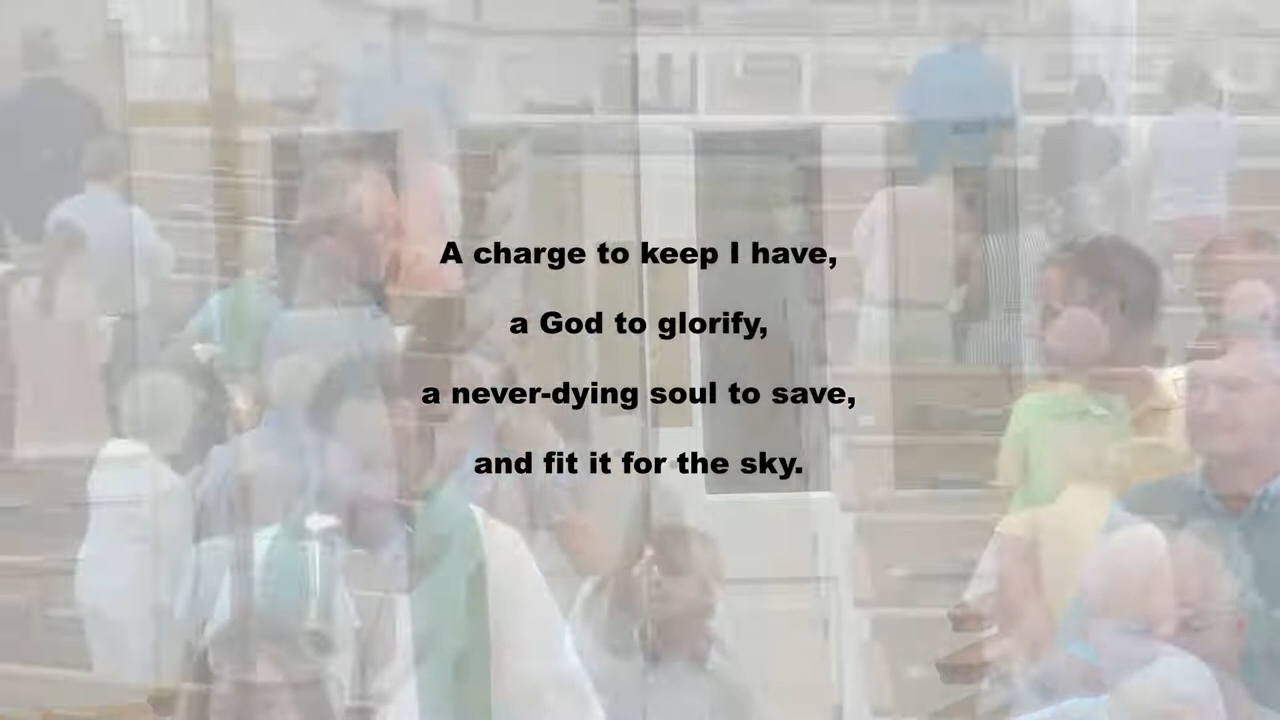 A charge to keep I have,
a God to glorify,
a never-dying soul to save,
and fit it for the sky.